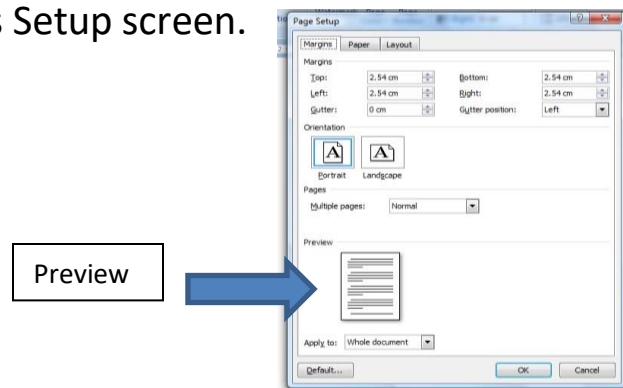 s Setup screen.
Page Setup
Margins Paper Layout
Margins
Top: 2.54 cm Bottom: 2.54 cm
Left: 2.54 cm Right: 2.54 cm
Gutter: 0 cm Gutter position: Left
Orientation
A A
Portrait Landscape
Pages
Multiple pages: Normal
Preview
Preview
Apply to: Whole document
Default... OK Cancel